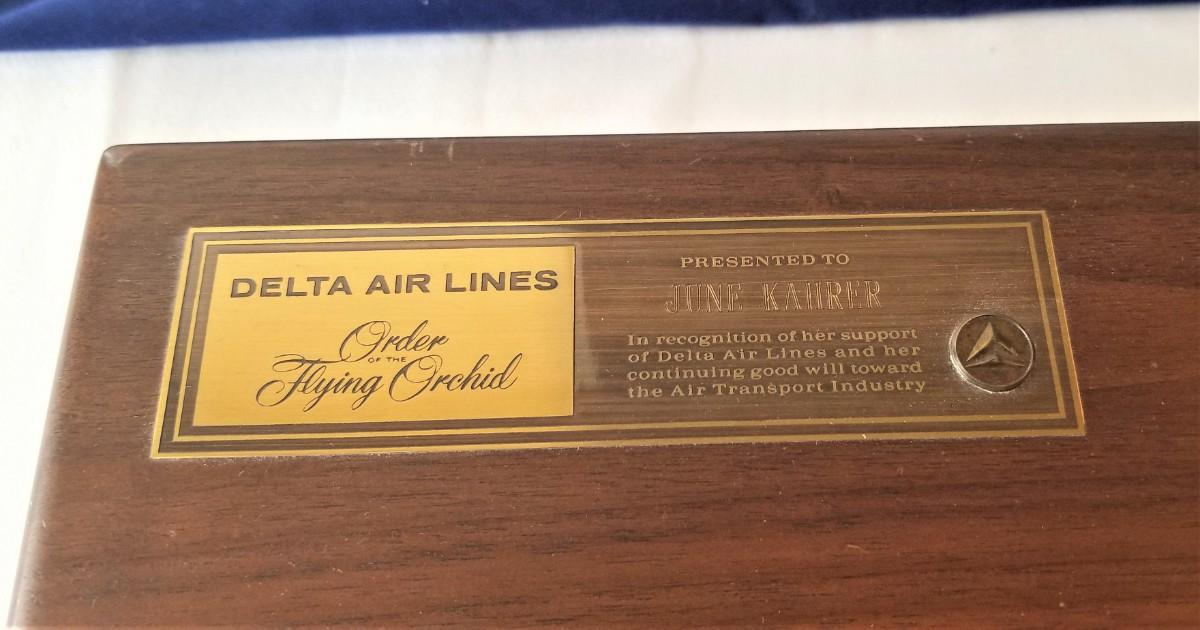 DELTA AIR LINES
Order
OF THE
Flying Orchid
PRESENTED TO
JUNE KAHRER
In recognition of her support
of Delta Air Lines and her
continuing good will toward
the Air Transport Industry